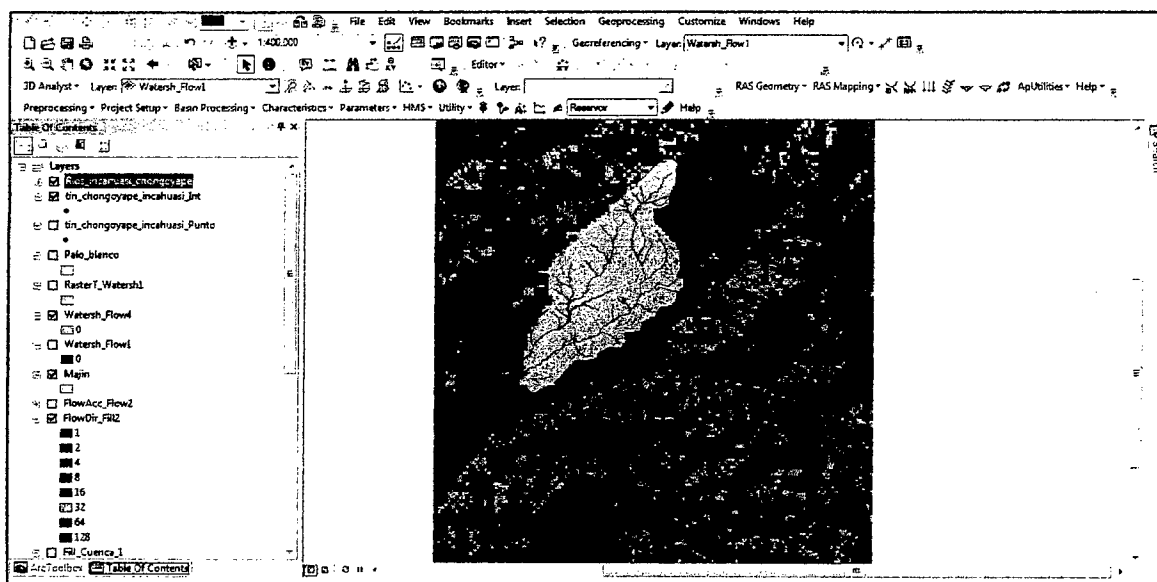 File Edit View Bookmarks Insert Selection Geoprocessing Customize Windows Help
1:400,000 Georeferencing Layer: Watersh_Flow1
Editor
3D Analyst Layer: Watersh_Flow1 Layer: RAS Geometry RAS Mapping ApUtilities Help
Preprocessing Project Setup Basin Processing Characteristics Parameters HMS Utility Reservor Help
Table Of Contents
Layers
Rios_incahuasi_chongoyape
tin_chongoyape_incahuasi_Int
tin_chongoyape_incahuasi_Punto
Palo_blanco
RasterT_Watersh1
Watersh_Flow4
0
Watersh_Flow1
0
Majin
FlowAcc_Flow2
FlowDir_Fill2
1
2
4
8
16
32
64
128
Fill_Cuenca_1
ArcToolbox Table Of Contents